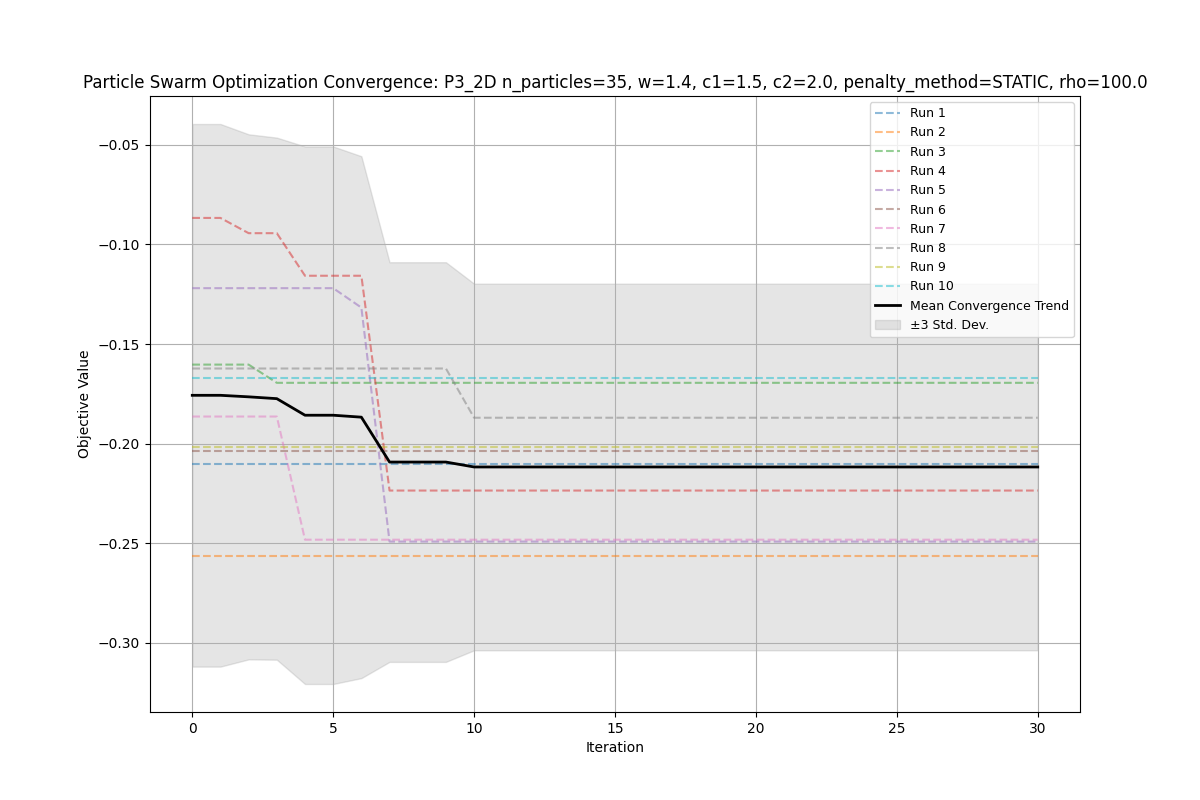 Particle Swarm Optimization Convergence: P3_2D n_particles=35, w=1.4, c1=1.5, c2=2.0, penalty_method=STATIC, rho=100.0
Run 1
Run 2
Run 3
Run 4
Run 5
Run 6
Run 7
Run 8
Run 9
Run 10
Mean Convergence Trend
±3 Std. Dev.
Objective Value
−0.05
−0.10
−0.15
−0.20
−0.25
−0.30
0 5 10 15 20 25 30
Iteration